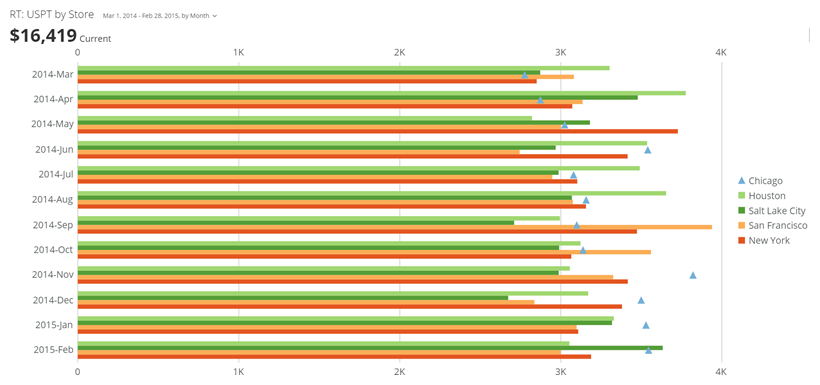 RT: USPT by Store Mar 1, 2014 - Feb 28, 2015, by Month
$16,419 Current
0 1K 2K 3K 4K
2014-Mar
2014-Apr
2014-May
2014-Jun
2014-Jul
2014-Aug
2014-Sep
2014-Oct
2014-Nov
2014-Dec
2015-Jan
2015-Feb
0 1K 2K 3K 4K
Chicago
Houston
Salt Lake City
San Francisco
New York